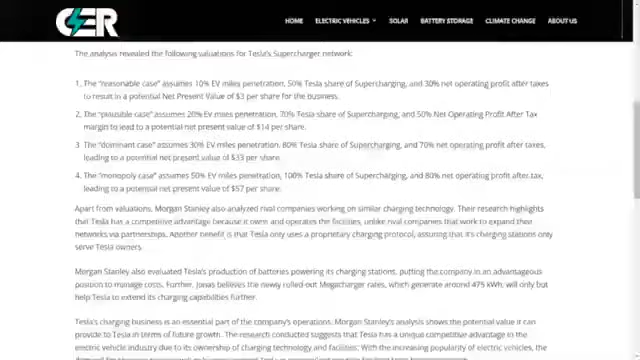 CER
HOME
ELECTRIC VEHICLES
SOLAR
BATTERY STORAGE
CLIMATE CHANGE
ABOUT US
The analysis revealed the following valuations for Tesla's Supercharger network:
1. The "reasonable case" assumes 10% EV miles penetration, 50% Tesla share of Supercharging, and 30% net operating profit after taxes
to result in a potential Net Present Value of $3 per share for the business.
2. The "plausible case" assumes 20% EV miles penetration, 70% Tesla share of Supercharging, and 50% Net Operating Profit After Tax
margin to lead to a potential net present value of $14 per share.
3. The "dominant case" assumes 30% EV miles penetration, 80% Tesla share of Supercharging, and 70% net operating profit after taxes,
leading to a potential net present value of $33 per share.
4. The "monopoly case" assumes 50% EV miles penetration, 100% Tesla share of Supercharging, and 80% net operating profit after tax,
leading to a potential net present value of $57 per share.
Apart from valuations, Morgan Stanley also analyzed rival companies working on similar charging technology. Their research highlights
that Tesla has a competitive advantage because it owns and operates the facilities, unlike rival companies that work to expand their
networks via partnerships. Another benefit is that Tesla only uses a proprietary charging protocol, assuring that it's charging stations only
serve Tesla owners.
Morgan Stanley also evaluated Tesla's production of batteries powering its charging stations, putting the company in an advantageous
position to manage costs. Further, Jonas believes the newly rolled-out Megacharger rates, which generate around 475 kWh, will only but
help Tesla to extend its charging capabilities further.
Tesla's charging business is an essential part of the company's operations. Morgan Stanley's analysis shows the potential value it can
provide to Tesla in terms of future growth. The research conducted suggests that Tesla has a unique competitive advantage in the
electric vehicle industry due to its ownership of charging technology and facilities. With the increasing popularity of electric vehicles, the